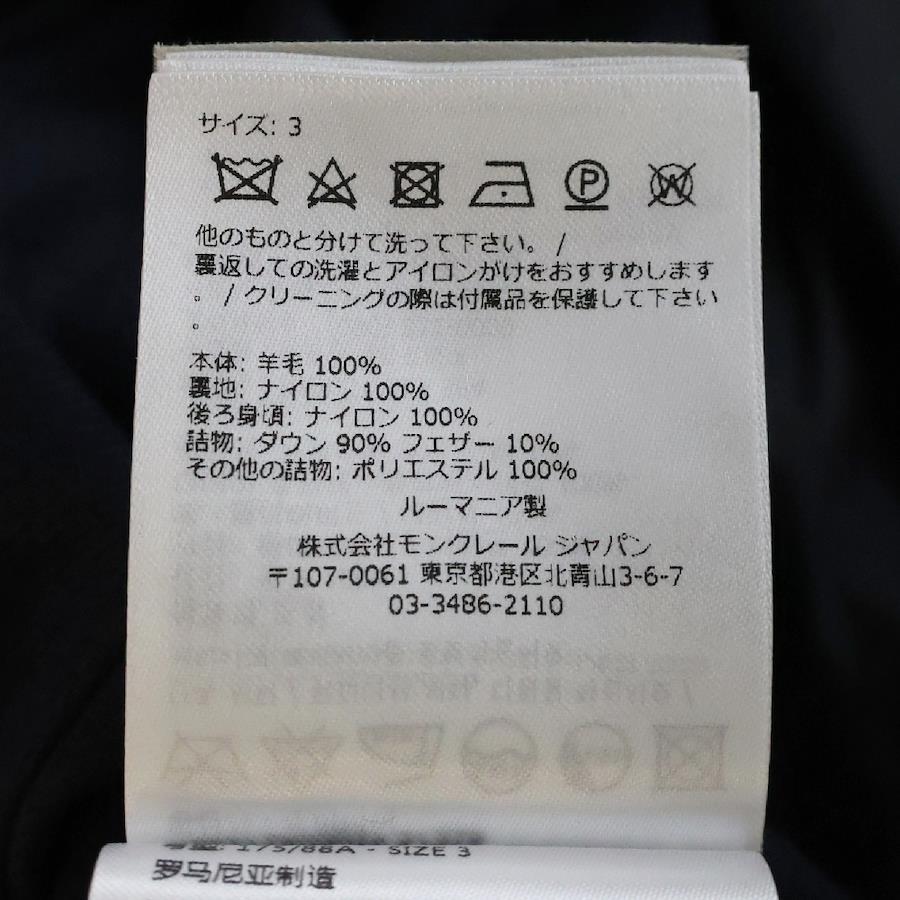 サイズ: 3
P W
他のものと分けて洗って下さい。 /
裏返しての洗濯とアイロンがけをおすすめします
。 / クリーニングの際は付属品を保護して下さい
。
本体: 羊毛 100%
裏地: ナイロン 100%
後ろ身頃: ナイロン 100%
詰物: ダウン 90% フェザー 10%
その他の詰物: ポリエステル 100%
ルーマニア製
株式会社モンクレール ジャパン
〒107-0061 東京都港区北青山3-6-7
03-3486-2110
175/88A - SIZE 3
罗马尼亚制造